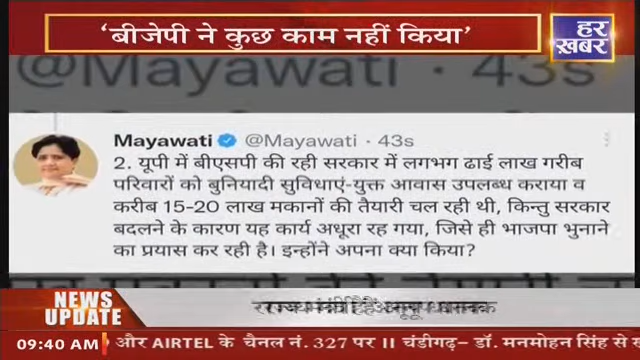 'बीजेपी ने कुछ काम नहीं किया'
हर
ख़बर
@Mayawati · 43s
Mayawati @Mayawati · 43s
2. यूपी में बीएसपी की रही सरकार में लगभग ढाई लाख गरीब
परिवारों को बुनियादी सुविधाएं-युक्त आवास उपलब्ध कराया व
करीब 15-20 लाख मकानों की तैयारी चल रही थी, किन्तु सरकार
बदलने के कारण यह कार्य अधूरा रह गया, जिसे ही भाजपा भुनाने
का प्रयास कर रही है। इन्होंने अपना क्या किया?
NEWS
UPDATE
09:40 AM और AIRTEL के चैनल नं. 327 पर II चंडीगढ़- डॉ. मनमोहन सिंह से